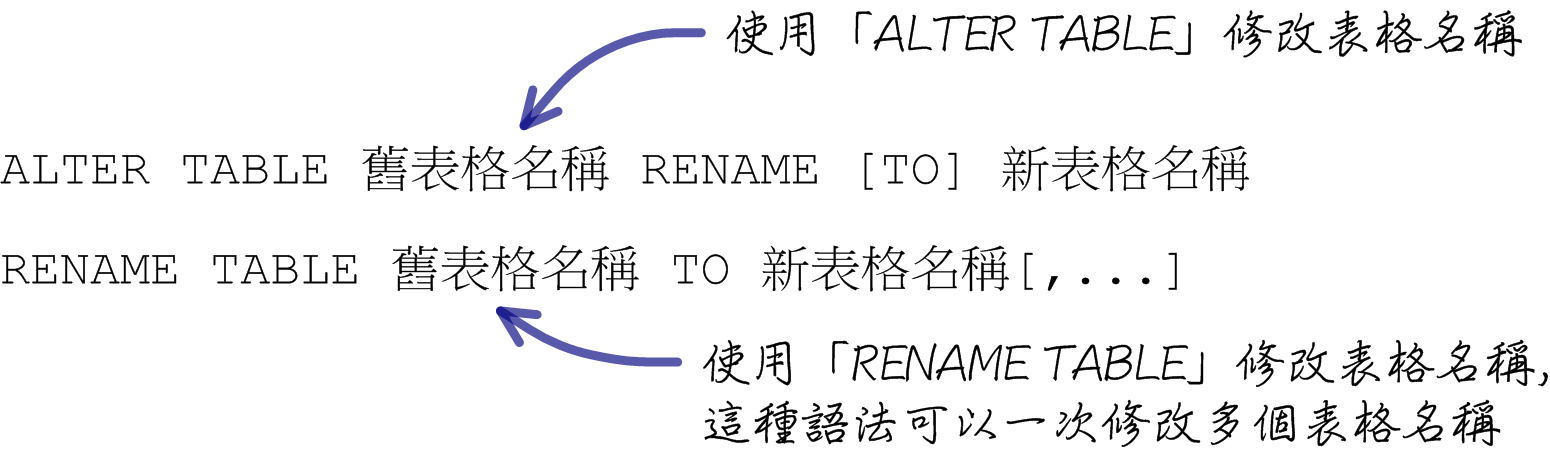 使用「ALTER TABLE」修改表格名稱
ALTER TABLE 舊表格名稱 RENAME [TO] 新表格名稱
RENAME TABLE 舊表格名稱 TO 新表格名稱[,...]
使用「RENAME TABLE」修改表格名稱,
這種語法可以一次修改多個表格名稱